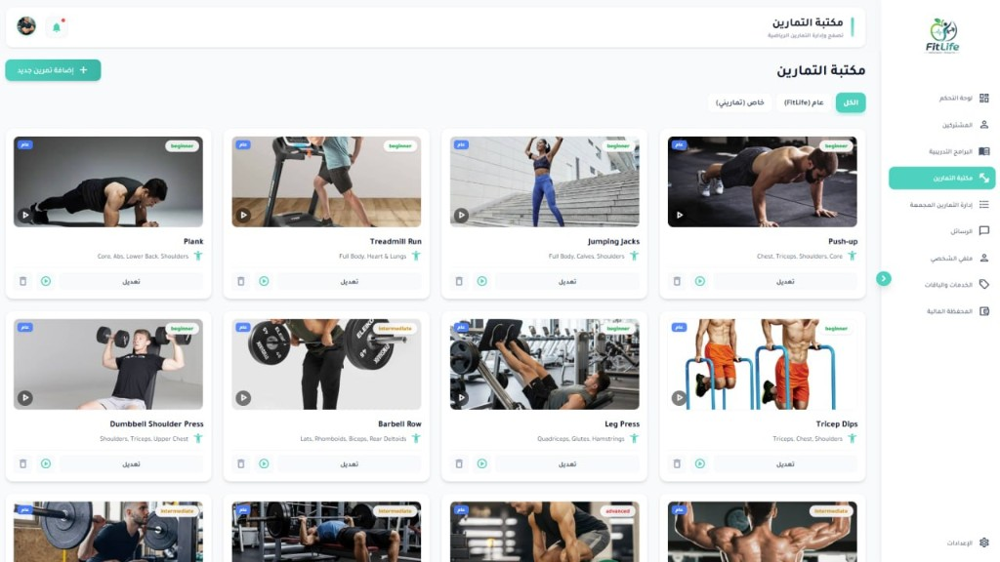 FitLife
لوحة التحكم
المشتركين
البرامج التدريبية
مكتبة التمارين
إدارة التمارين المجمعة
الرسائل
ملفي الشخصي
الخدمات والباقات
المحفظة المالية
الإعدادات
مكتبة التمارين
تصفح وإدارة التمارين الرياضية
مكتبة التمارين
إضافة تمرين جديد +
الكل
عام (FitLife)
خاص (تماريني)
عام
beginner
Push-up
Chest, Triceps, Shoulders, Core
تعديل
عام
beginner
Jumping Jacks
Full Body, Calves, Shoulders
تعديل
عام
beginner
Treadmill Run
Full Body, Heart & Lungs
تعديل
عام
beginner
Plank
Core, Abs, Lower Back, Shoulders
تعديل
عام
beginner
Tricep Dips
Triceps, Chest, Shoulders
تعديل
عام
beginner
Leg Press
Quadriceps, Glutes, Hamstrings
تعديل
عام
intermediate
Barbell Row
Lats, Rhomboids, Biceps, Rear Deltoids
تعديل
عام
beginner
Dumbbell Shoulder Press
Shoulders, Triceps, Upper Chest
تعديل
عام
intermediate
عام
advanced
عام
intermediate
عام
intermediate